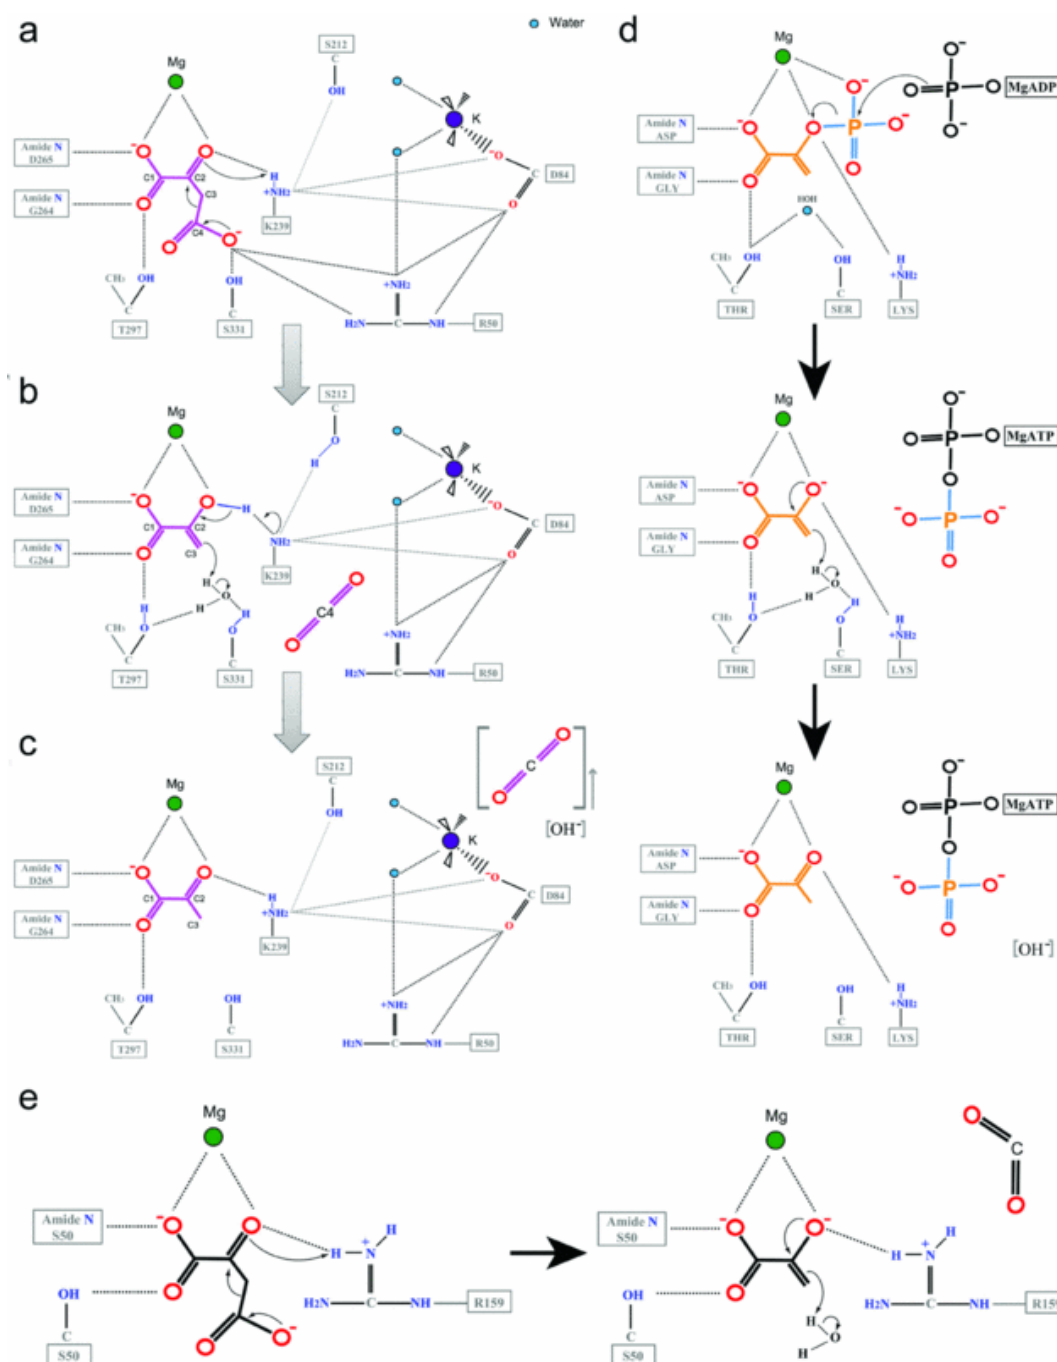 a
Water
d
S212
C
OH
Mg
K
Mg
O⁻
O=P—O MgADP
O⁻
Amide N
D265
Amide N
G264
C1
C2
C3
C4
H
+NH₂
K239
D84
Amide N
ASP
Amide N
GLY
HOH
CH₃
OH
C
T297
OH
C
S331
+NH₂
H₂N—C—NH R50
CH₃
OH
C
THR
OH
C
SER
H
+NH₂
LYS
b
S212
C
O
H
Mg
K
Mg
O⁻
O=P—O MgATP
O
P
Amide N
D265
Amide N
G264
C1
C2
C3
H
NH₂
K239
D84
C4
Amide N
ASP
Amide N
GLY
H
O
H
CH₃
C
T297
C
S331
+NH₂
H₂N—C—NH R50
CH₃
C
THR
C
SER
H
+NH₂
LYS
c
S212
C
OH
Mg
K
O C O
[OH⁻]
Mg
O⁻
O=P—O MgATP
O
P
[OH⁻]
Amide N
D265
Amide N
G264
C1
C2
C3
H
+NH₂
K239
D84
Amide N
ASP
Amide N
GLY
CH₃
OH
C
T297
OH
C
S331
+NH₂
H₂N—C—NH R50
CH₃
OH
C
THR
OH
C
SER
H
+NH₂
LYS
e
Mg
Mg
O C O
Amide N
S50
OH
C
S50
H N⁺ H
H₂N—C—NH R159
Amide N
S50
OH
C
S50
H N⁺ H
H₂N—C—NH R159
H O
H